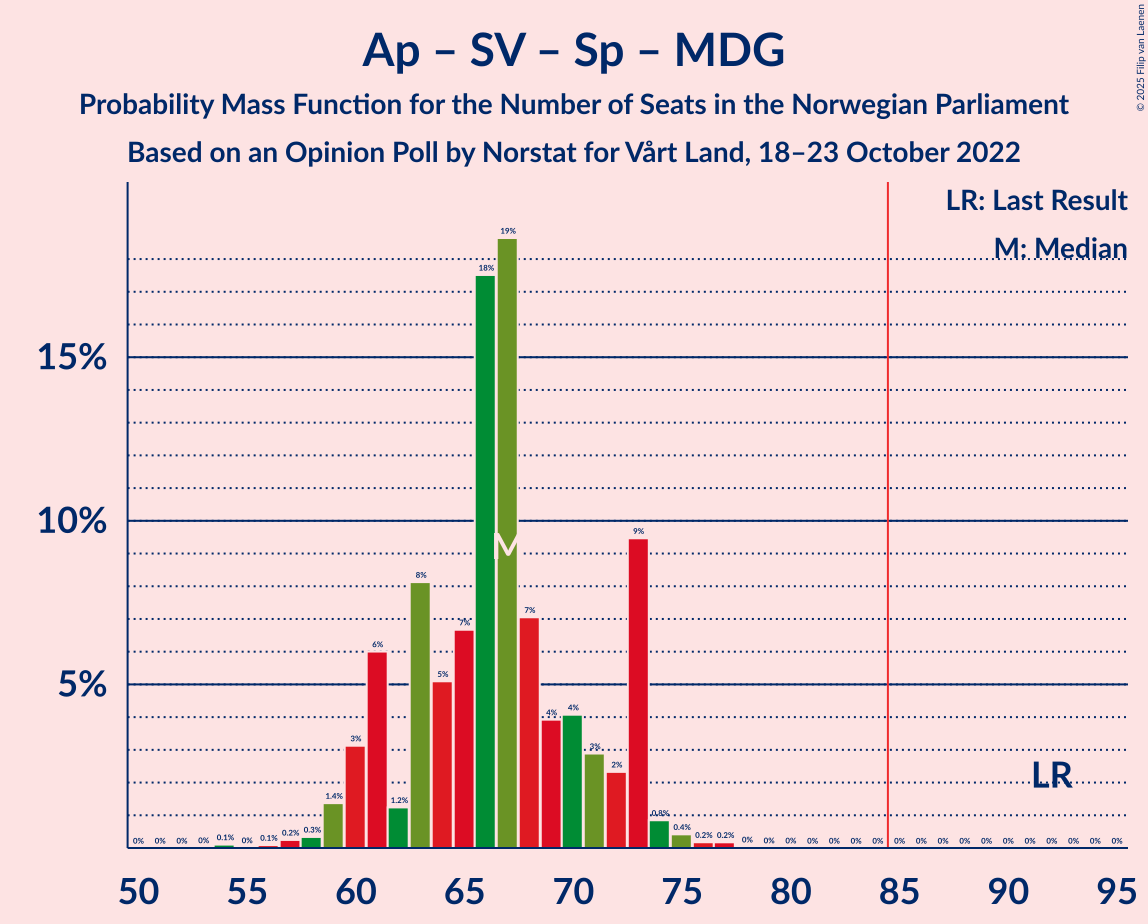 Ap – SV – Sp – MDG
Probability Mass Function for the Number of Seats in the Norwegian Parliament
Based on an Opinion Poll by Norstat for Vårt Land, 18–23 October 2022
© 2025 Filip van Laenen
LR: Last Result
M: Median
19%
18%
15%
10%
9%
M
8%
7%
7%
6%
5%
5%
4%
4%
3%
3%
2%
LR
1.4%
1.2%
0.8%
0% 0% 0% 0% 0.1% 0% 0.1% 0.2% 0.3% 0.4% 0.2% 0.2% 0% 0% 0% 0% 0% 0% 0% 0% 0% 0% 0% 0% 0% 0% 0% 0% 0% 0%
50 55 60 65 70 75 80 85 90 95